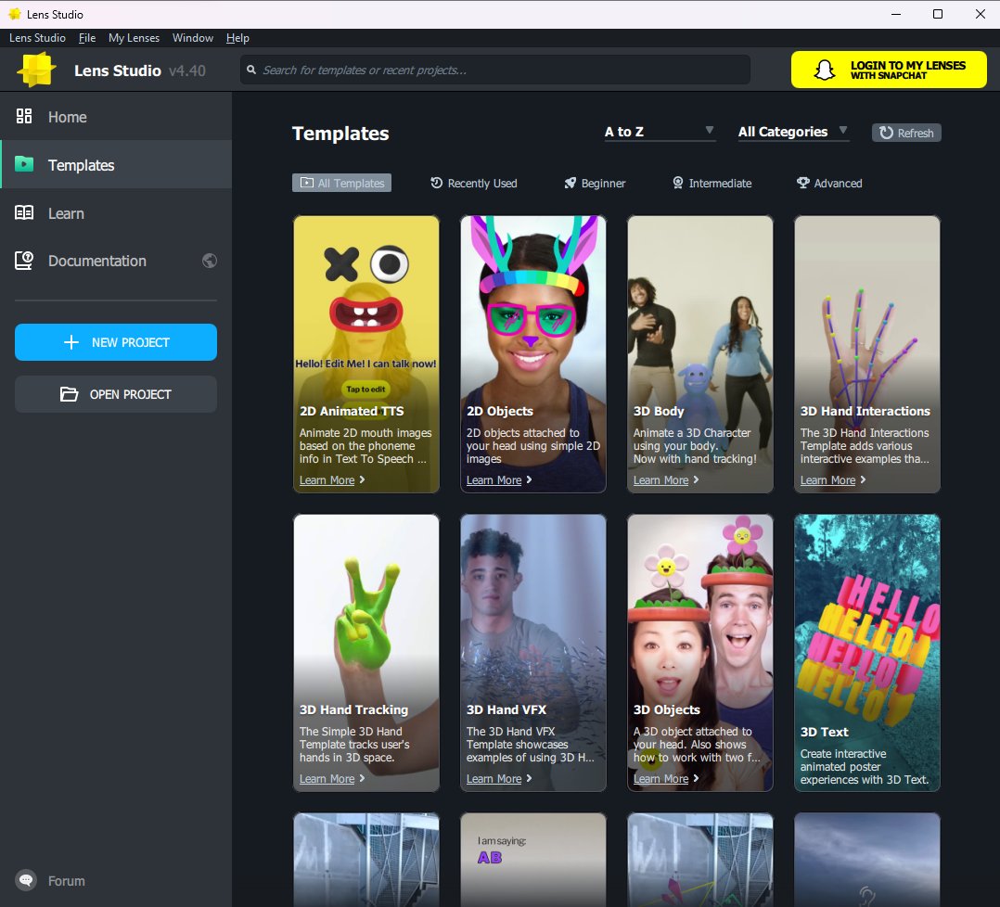 Lens Studio
Lens Studio File My Lenses Window Help
Lens Studio v4.40
Search for templates or recent projects...
LOGIN TO MY LENSES
WITH SNAPCHAT
Home
Templates
Learn
Documentation
NEW PROJECT
OPEN PROJECT
Forum
Templates
A to Z
All Categories
Refresh
All Templates
Recently Used
Beginner
Intermediate
Advanced
Hello! Edit Me! I can talk now!
Tap to edit
2D Animated TTS
Animate 2D mouth images
based on the phoneme
info in Text To Speech ...
Learn More
2D Objects
2D objects attached to
your head using simple 2D
images
Learn More
3D Body
Animate a 3D Character
using your body.
Now with hand tracking!
Learn More
3D Hand Interactions
The 3D Hand Interactions
Template adds various
interactive examples tha...
Learn More
3D Hand Tracking
The Simple 3D Hand
Template tracks user's
hands in 3D space.
Learn More
3D Hand VFX
The 3D Hand VFX
Template showcases
examples of using 3D H...
Learn More
3D Objects
A 3D object attached to
your head. Also shows
how to work with two f...
Learn More
HELLO
HELLO!
HELLO!
HELLO!
3D Text
Create interactive
animated poster
experiences with 3D Text.
I am saying:
AB